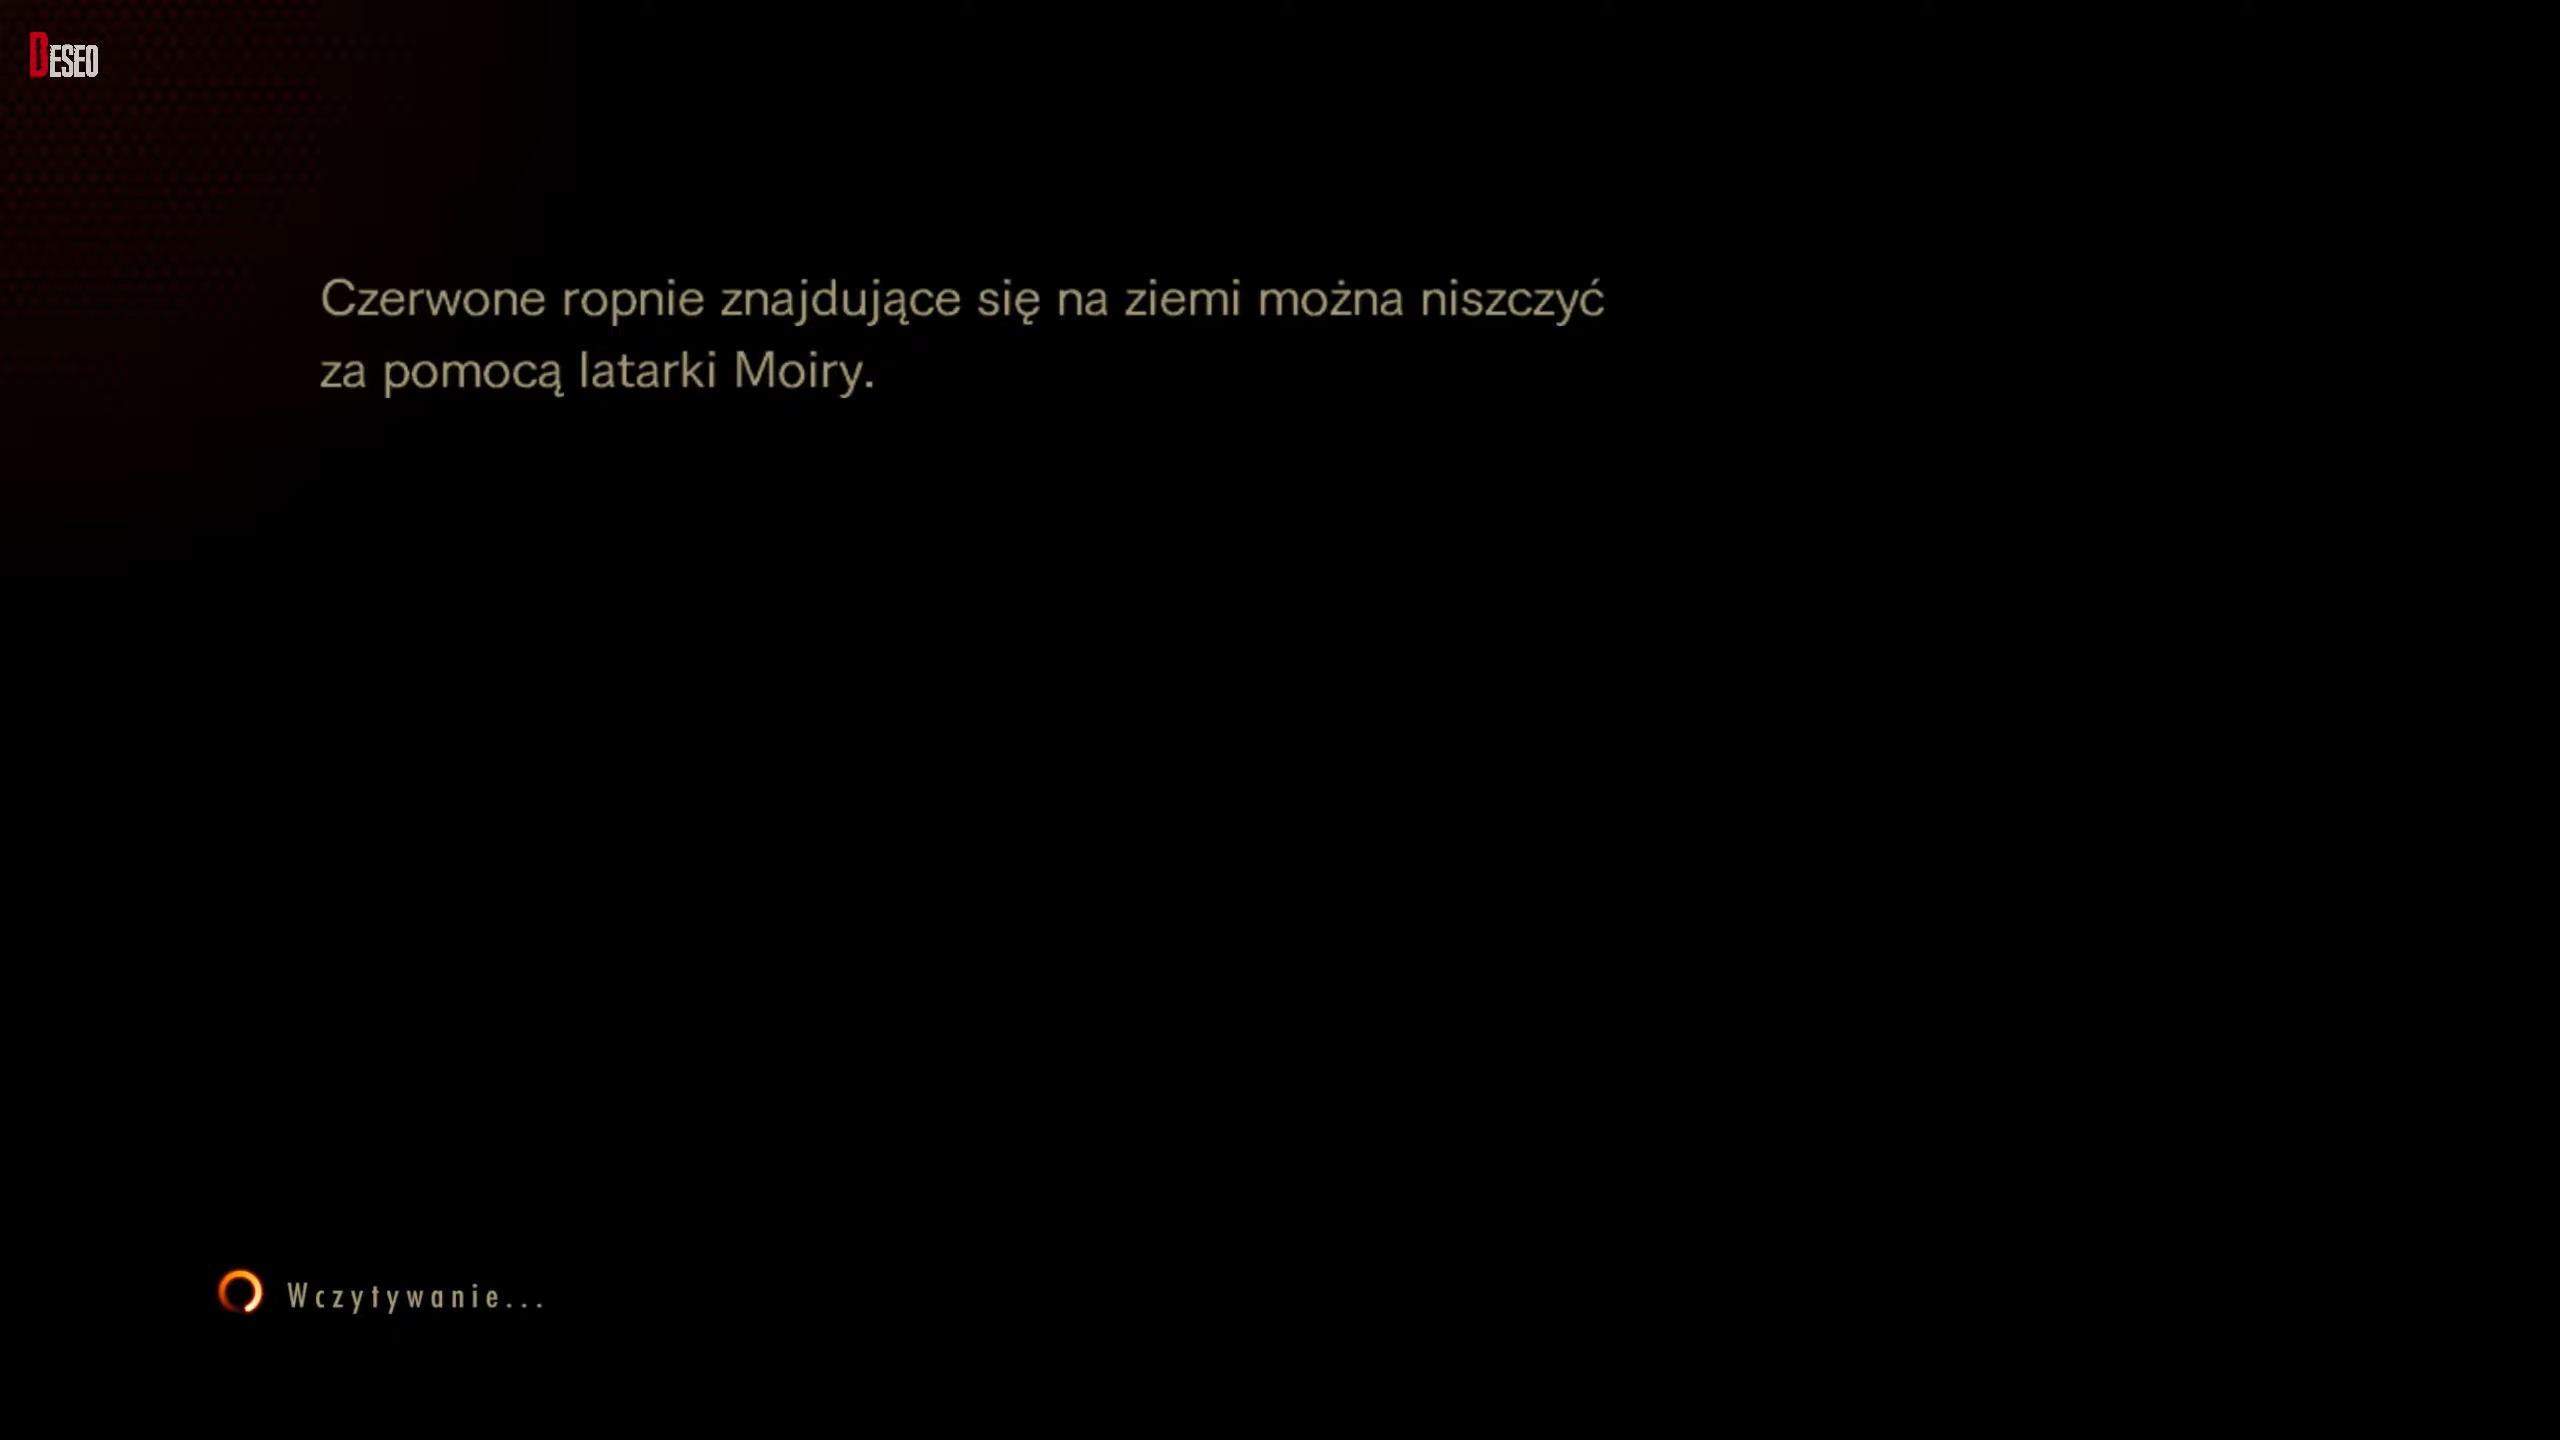 DESEO
Czerwone ropnie znajdujące się na ziemi można niszczyć
za pomocą latarki Moiry.
Wczytywanie...